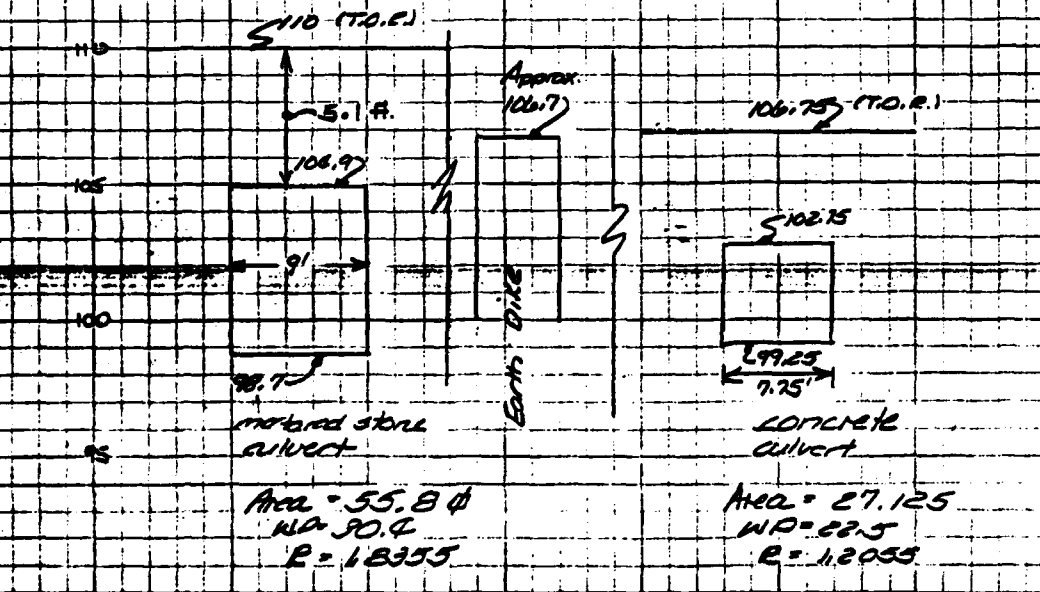 110 (T.O.R.)
110
5.1 ft.
Approx.
106.7
106.75 (T.O.R.)
104.9
105
102.75
9'
100
Earth Dike
98.7
99.25
7.75'
mortared stone
culvert
concrete
culvert
95
Area = 55.8 ф
WP = 30.4
R = 1.8355
Area = 27.125
WP = 22.5
R = 1.2055